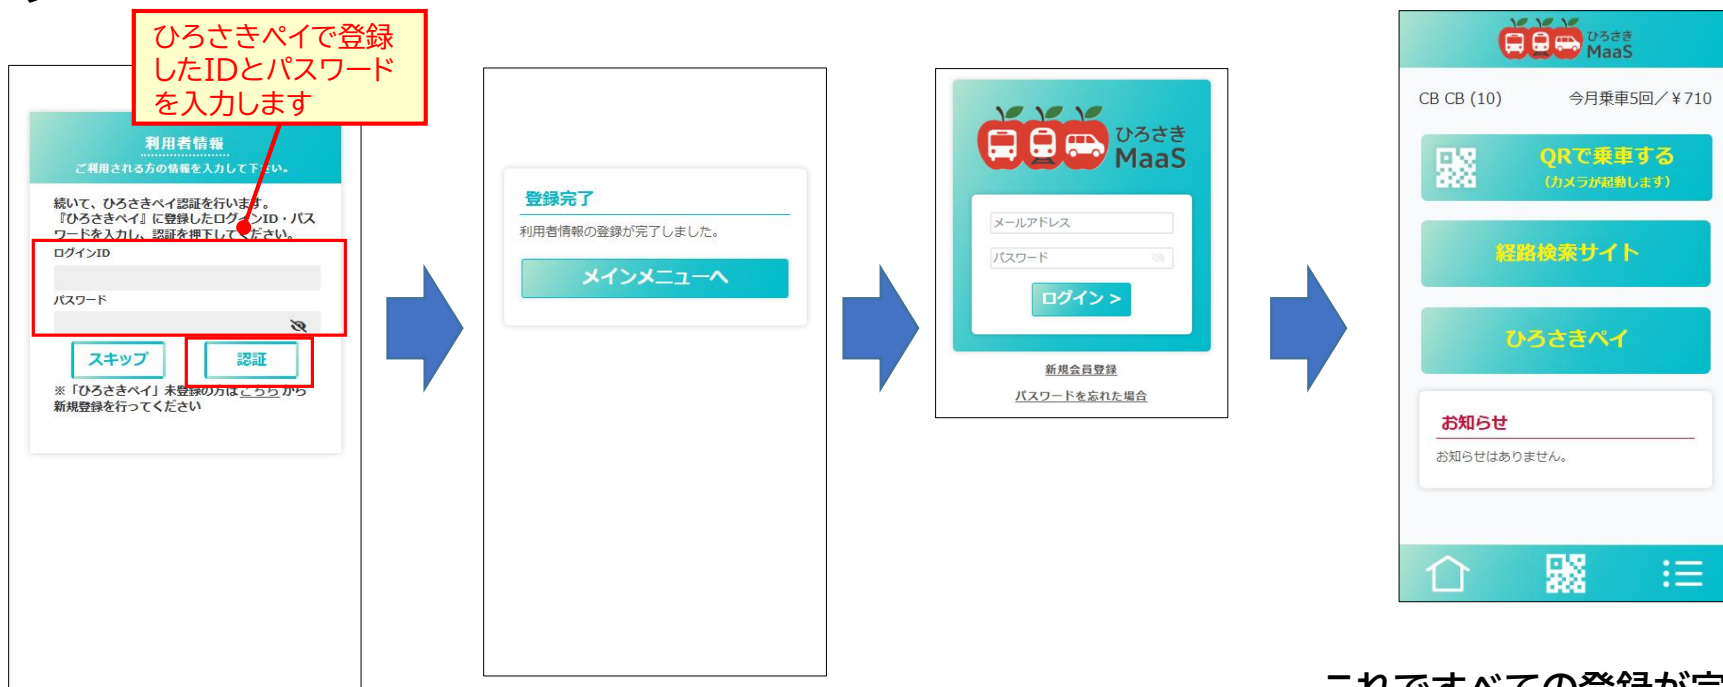 ひろさきペイで登録
したIDとパスワード
を入力します
利用者情報
ご利用される方の情報を入力して下さい。
続いて、ひろさきペイ認証を行います。
『ひろさきペイ』に登録したログインID・パス
ワードを入力し、認証を押下してください。
ログインID
パスワード
スキップ
認証
※「ひろさきペイ」未登録の方はこちらから
新規登録を行ってください
登録完了
利用者情報の登録が完了しました。
メインメニューへ
ひろさき
MaaS
メールアドレス
パスワード
ログイン >
新規会員登録
パスワードを忘れた場合
ひろさき
MaaS
CB CB (10) 今月乗車5回／¥710
QRで乗車する
(カメラが起動します)
経路検索サイト
ひろさきペイ
お知らせ
お知らせはありません。
これですべての登録が完